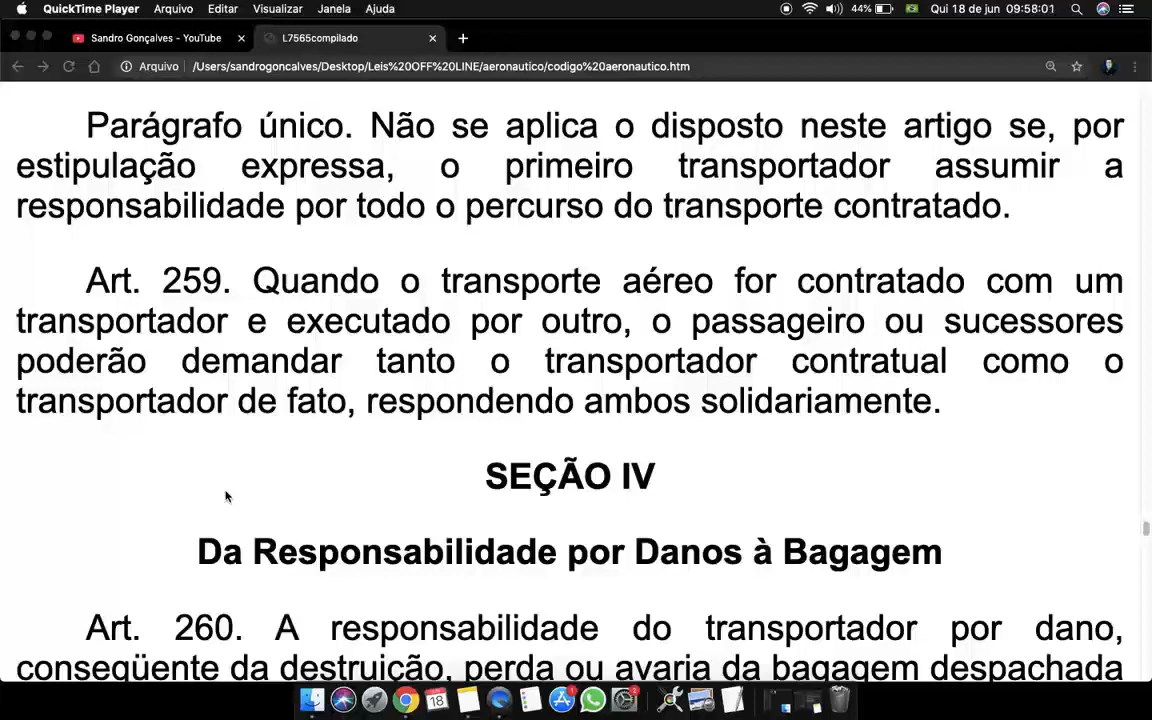 QuickTime Player Arquivo Editar Visualizar Janela Ajuda 44% Qui 18 de jun 09:58:01
Sandro Gonçalves - YouTube L7565compilado
Arquivo /Users/sandrogoncalves/Desktop/Leis%20OFF%20LINE/aeronautico/codigo%20aeronautico.htm
Parágrafo único. Não se aplica o disposto neste artigo se, por
estipulação expressa, o primeiro transportador assumir a
responsabilidade por todo o percurso do transporte contratado.
Art. 259. Quando o transporte aéreo for contratado com um
transportador e executado por outro, o passageiro ou sucessores
poderão demandar tanto o transportador contratual como o
transportador de fato, respondendo ambos solidariamente.
SEÇÃO IV
Da Responsabilidade por Danos à Bagagem
Art. 260. A responsabilidade do transportador por dano,
conseqüente da destruição, perda ou avaria da bagagem despachada
18